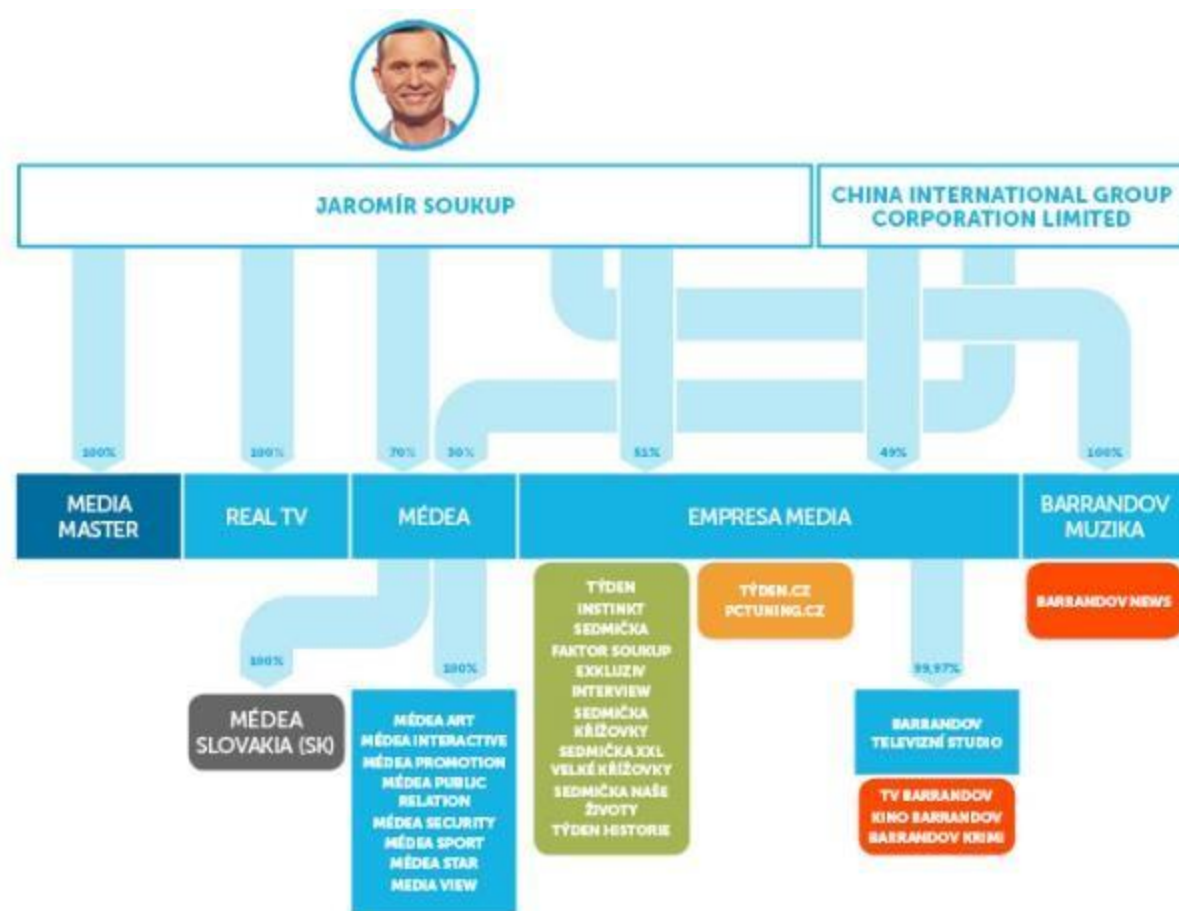 JAROMÍR SOUKUP
CHINA INTERNATIONAL GROUP
CORPORATION LIMITED
100%
100%
70%
30%
51%
49%
100%
MEDIA
MASTER
REAL TV
MÉDEA
EMPRESA MEDIA
BARRANDOV
MUZIKA
100%
MÉDEA
SLOVAKIA (SK)
100%
MÉDEA ART
MÉDEA INTERACTIVE
MÉDEA PROMOTION
MÉDEA PUBLIC
RELATION
MÉDEA SECURITY
MÉDEA SPORT
MÉDEA STAR
MEDIA VIEW
TÝDEN
INSTINKT
SEDMIČKA
FAKTOR SOUKUP
EXKLUZIV
INTERVIEW
SEDMIČKA
KŘÍŽOVKY
SEDMIČKA XXL
VELKÉ KŘÍŽOVKY
SEDMIČKA NAŠE
ŽIVOTY
TÝDEN HISTORIE
TÝDEN.CZ
PCTUNING.CZ
99,97%
BARRANDOV
TELEVIZNÍ STUDIO
TV BARRANDOV
KINO BARRANDOV
BARRANDOV KRIMI
BARRANDOV NEWS